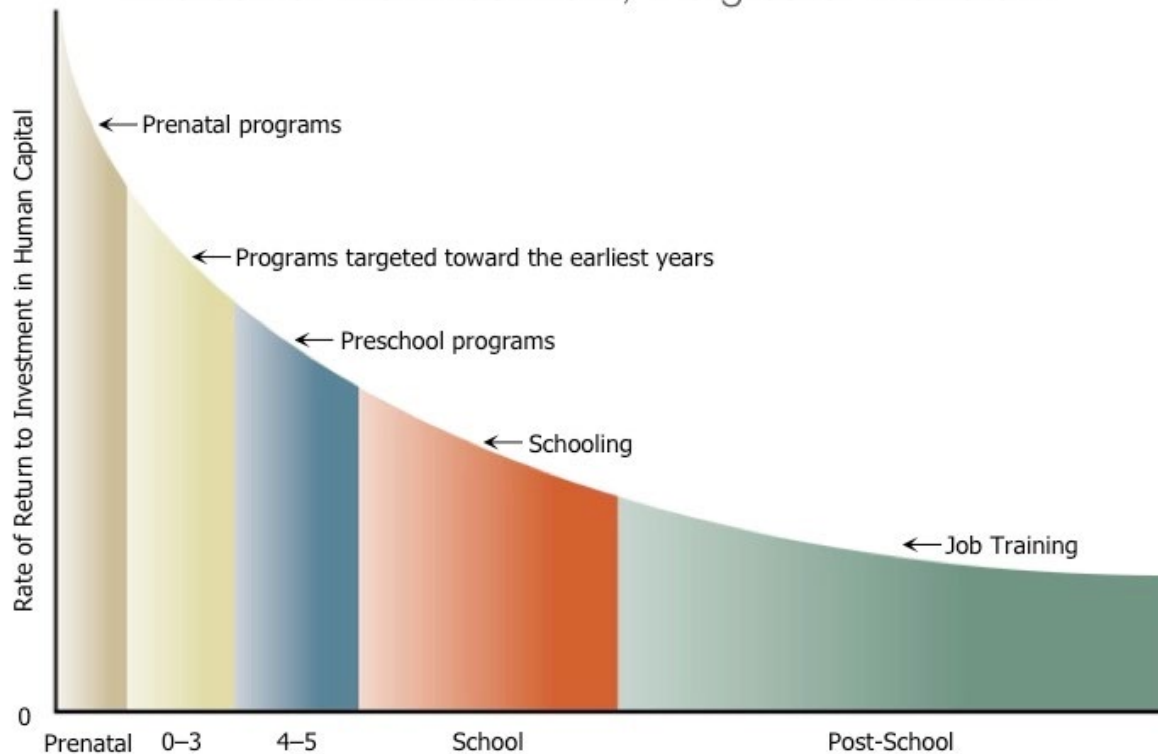 Prenatal programs
Programs targeted toward the earliest years
Preschool programs
Schooling
Job Training
Rate of Return to Investment in Human Capital
0
Prenatal 0–3 4–5 School Post-School